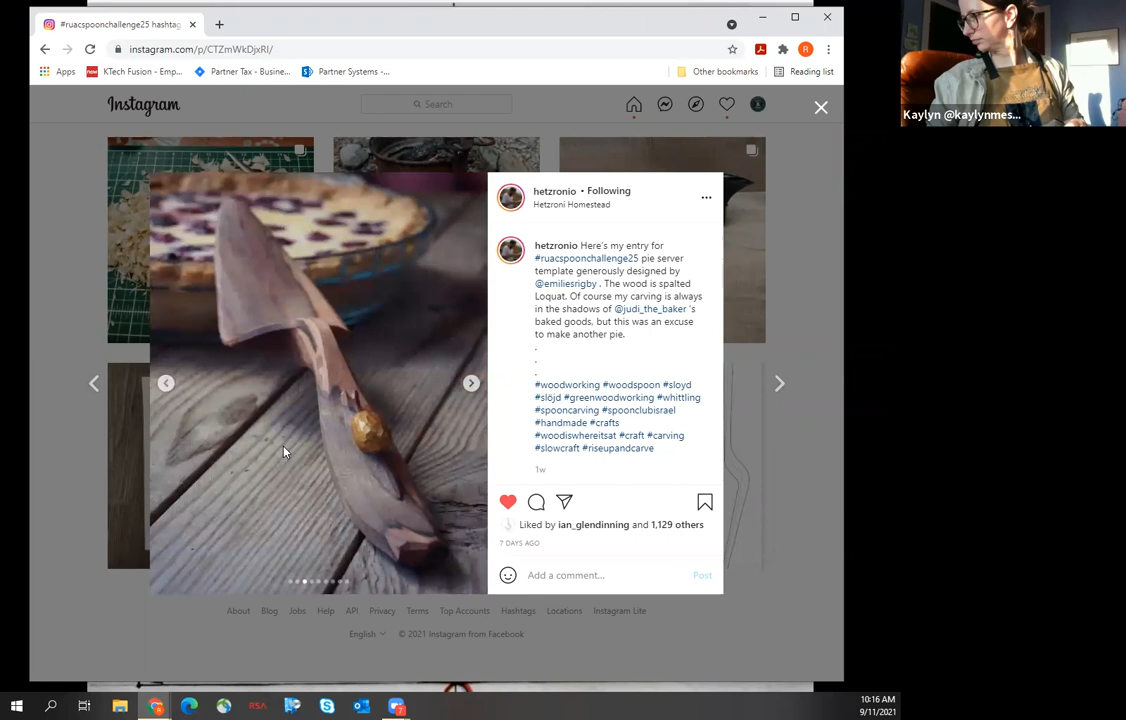 #ruacspoonchallenge25 hashtag
instagram.com/p/CTZmWkDjxRI/
Apps
KTech Fusion - Emp...
Partner Tax - Busine...
Partner Systems -...
Other bookmarks
Reading list
Kaylyn @kaylynmes...
Instagram
Search
hetzronio • Following
Hetzroni Homestead
hetzronio Here's my entry for
#ruacspoonchallenge25 pie server
template generously designed by
@emiliesrigby . The wood is spalted
Loquat. Of course my carving is always
in the shadows of @judi_the_baker 's
baked goods, but this was an excuse
to make another pie.
.
.
.
#woodworking #woodspoon #sloyd
#slöjd #greenwoodworking #whittling
#spooncarving #spoonclubisrael
#handmade #crafts
#woodiswhereitsat #craft #carving
#slowcraft #riseupandcarve
1w
Liked by ian_glendinning and 1,129 others
7 DAYS AGO
Add a comment...
Post
About Blog Jobs Help API Privacy Terms Top Accounts Hashtags Locations Instagram Lite
English © 2021 Instagram from Facebook
RSA
10:16 AM
9/11/2021